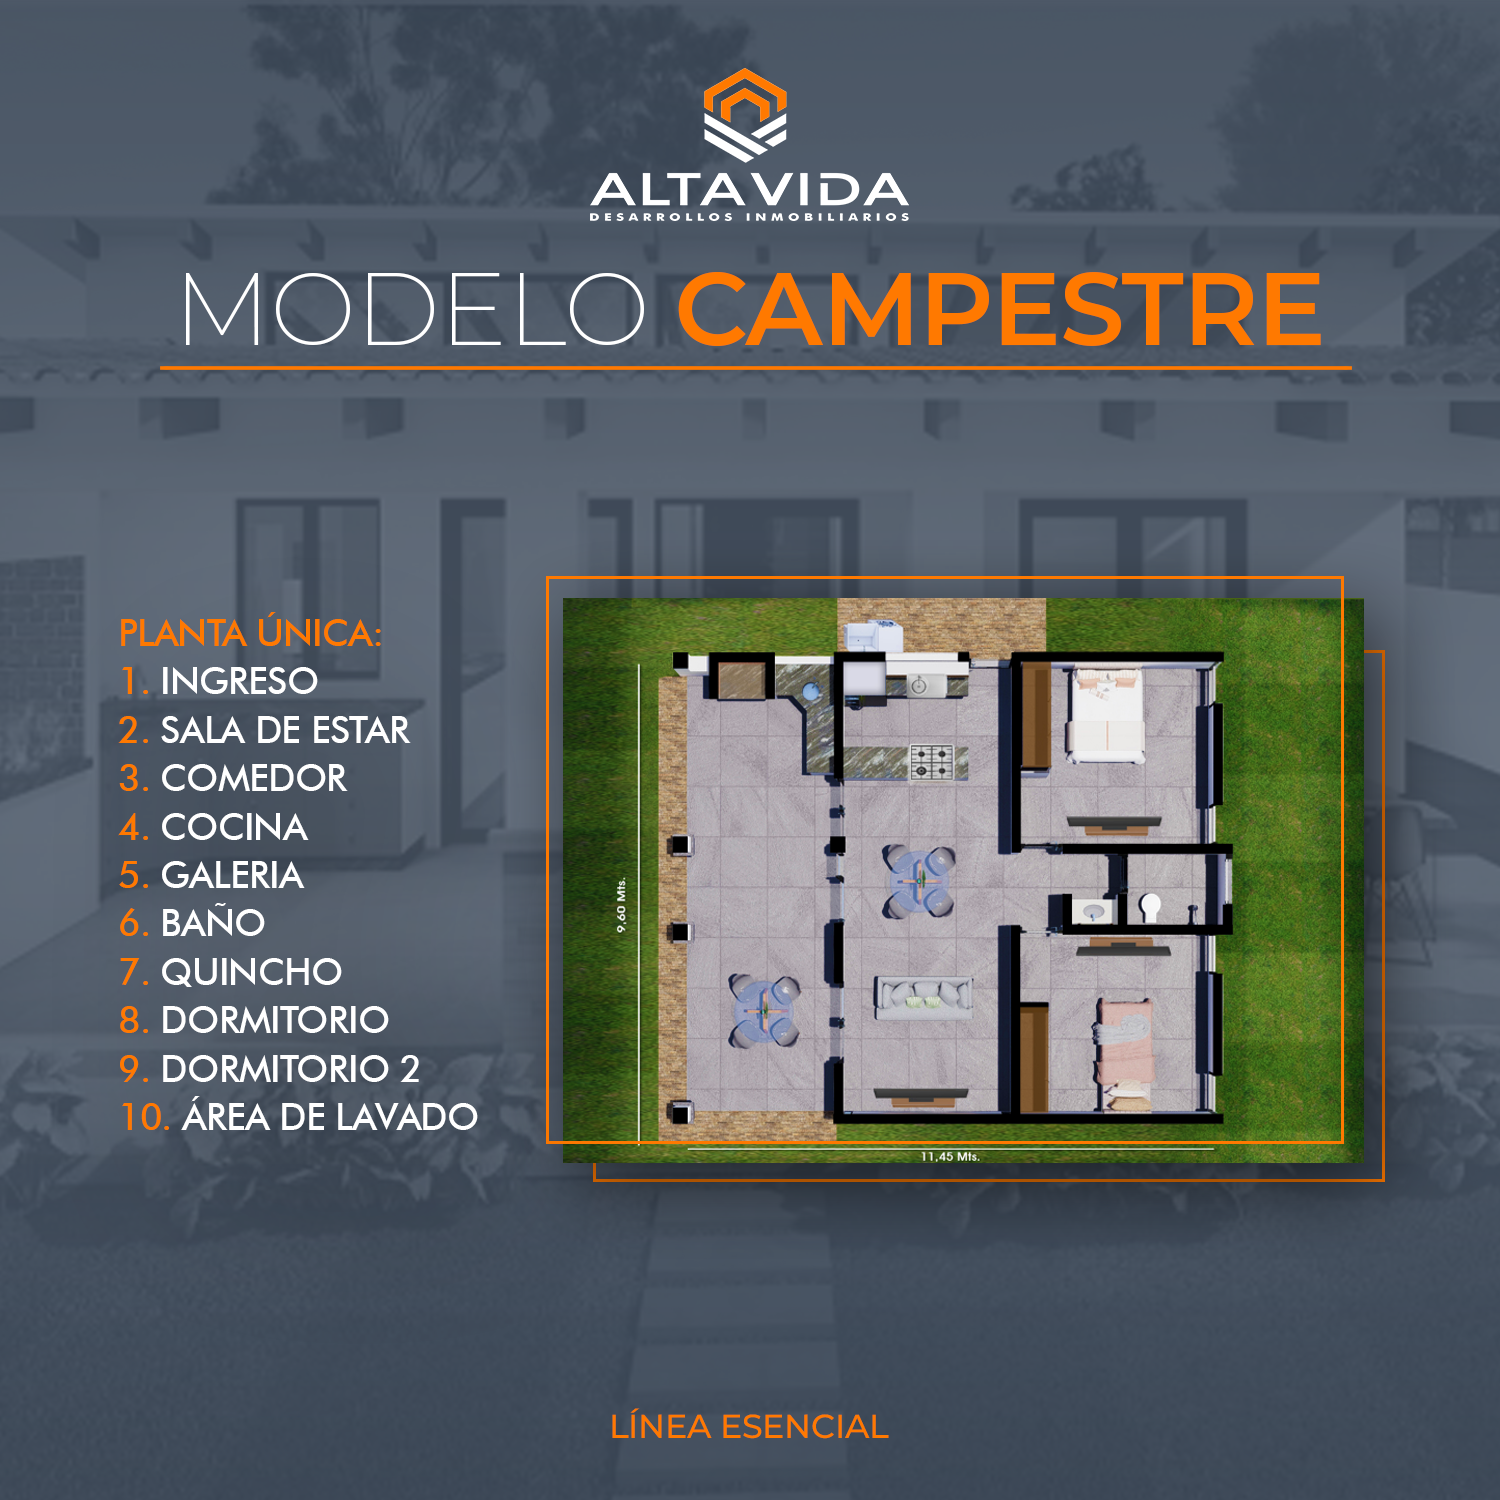 ALTAVIDA
DESARROLLOS INMOBILIARIOS
MODELO CAMPESTRE
PLANTA ÚNICA:
1. INGRESO
2. SALA DE ESTAR
3. COMEDOR
4. COCINA
5. GALERIA
6. BAÑO
7. QUINCHO
8. DORMITORIO
9. DORMITORIO 2
10. ÁREA DE LAVADO
9,60 Mts.
11,45 Mts.
LÍNEA ESENCIAL